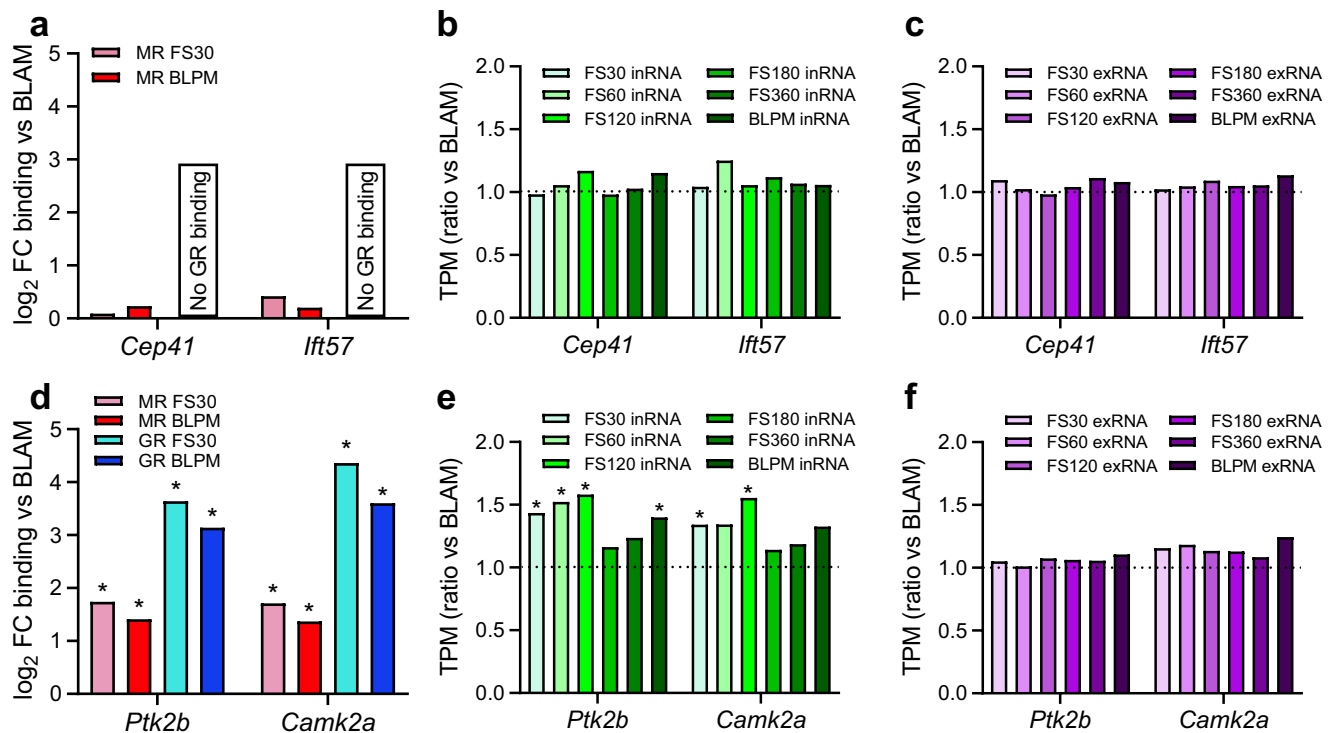 a
log2 FC binding vs BLAM
5
4
3
2
1
0
MR FS30
MR BLPM
No GR binding
No GR binding
Cep41
Ift57
b
TPM (ratio vs BLAM)
2.0
1.5
1.0
0.5
0.0
FS30 inRNA
FS60 inRNA
FS120 inRNA
FS180 inRNA
FS360 inRNA
BLPM inRNA
Cep41
Ift57
c
TPM (ratio vs BLAM)
2.0
1.5
1.0
0.5
0.0
FS30 exRNA
FS60 exRNA
FS120 exRNA
FS180 exRNA
FS360 exRNA
BLPM exRNA
Cep41
Ift57
d
log2 FC binding vs BLAM
5
4
3
2
1
0
MR FS30
MR BLPM
GR FS30
GR BLPM
* * * * * * * *
Ptk2b
Camk2a
e
TPM (ratio vs BLAM)
2.0
1.5
1.0
0.5
0.0
FS30 inRNA
FS60 inRNA
FS120 inRNA
FS180 inRNA
FS360 inRNA
BLPM inRNA
* * * * * *
Ptk2b
Camk2a
f
TPM (ratio vs BLAM)
2.0
1.5
1.0
0.5
0.0
FS30 exRNA
FS60 exRNA
FS120 exRNA
FS180 exRNA
FS360 exRNA
BLPM exRNA
Ptk2b
Camk2a